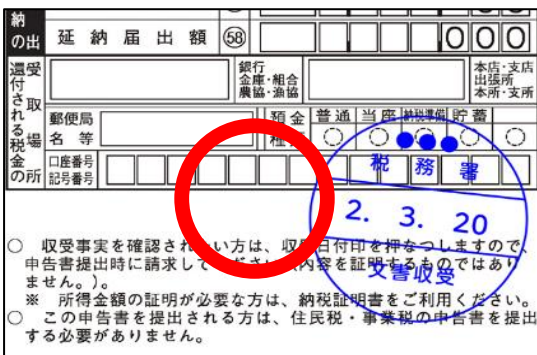 納の出
延納届出額 58 000
還付される税金の
受取場所
銀行
金庫・組合
農協・漁協
本店・支店
出張所
本所・支所
郵便局
名等
預金
普通 当座 納税準備 貯蓄
口座番号
記号番号
●●●
税務署
2. 3. 20
文書収受
○ 収受事実を確認され い方は、収 日付印を押なつしますので、
申告書提出時に請求して ださい 内容を証明するものではあり
ません。)。
※ 所得金額の証明が必要な方は、納税証明書をご利用ください。
○ この申告書を提出される方は、住民税・事業税の申告書を提出
する必要がありません。